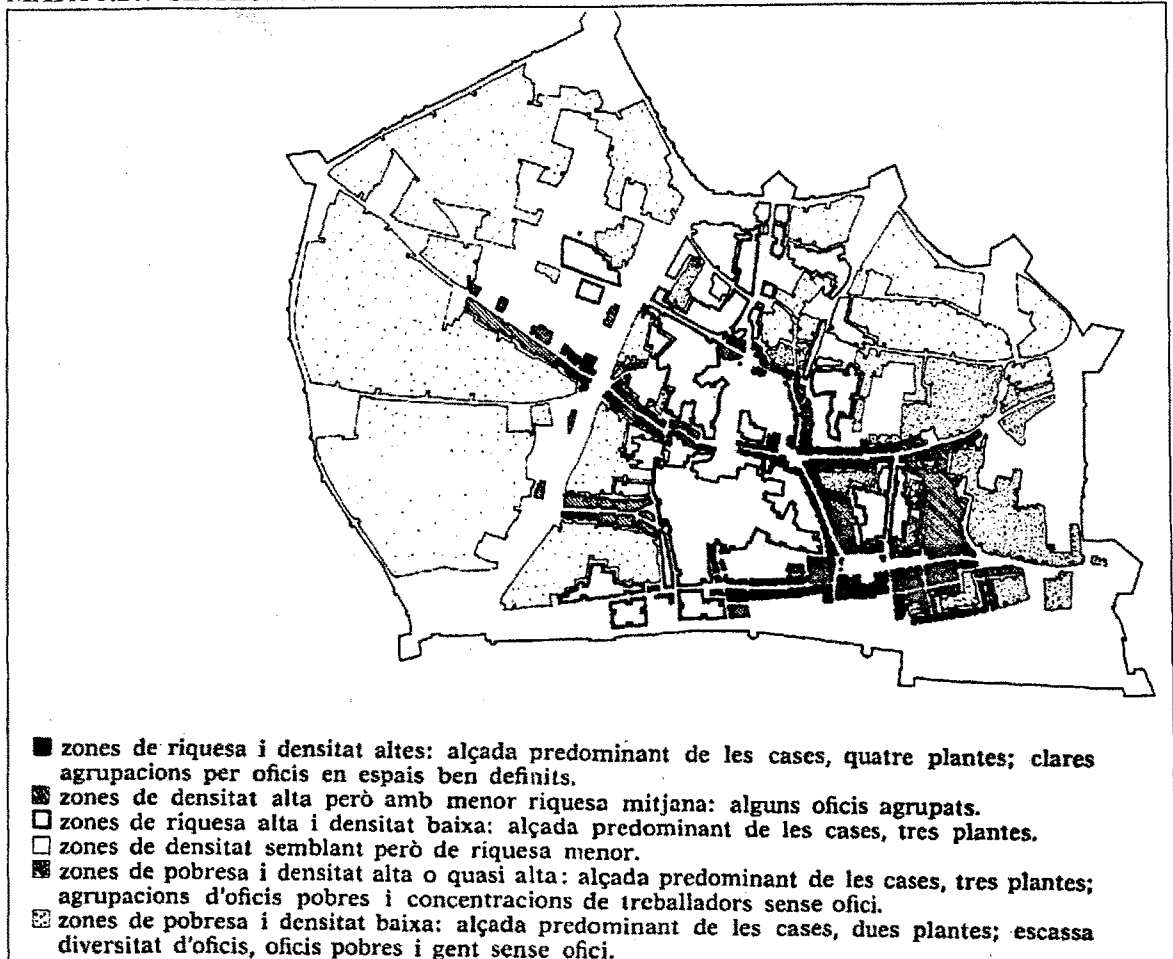 zones de riquesa i densitat altes: alçada predominant de les cases, quatre plantes; clares
agrupacions per oficis en espais ben definits.
zones de densitat alta però amb menor riquesa mitjana: alguns oficis agrupats.
zones de riquesa alta i densitat baixa: alçada predominant de les cases, tres plantes.
zones de densitat semblant però de riquesa menor.
zones de pobresa i densitat alta o quasi alta: alçada predominant de les cases, tres plantes;
agrupacions d'oficis pobres i concentracions de treballadors sense ofici.
zones de pobresa i densitat baixa: alçada predominant de les cases, dues plantes; escassa
diversitat d'oficis, oficis pobres i gent sense ofici.